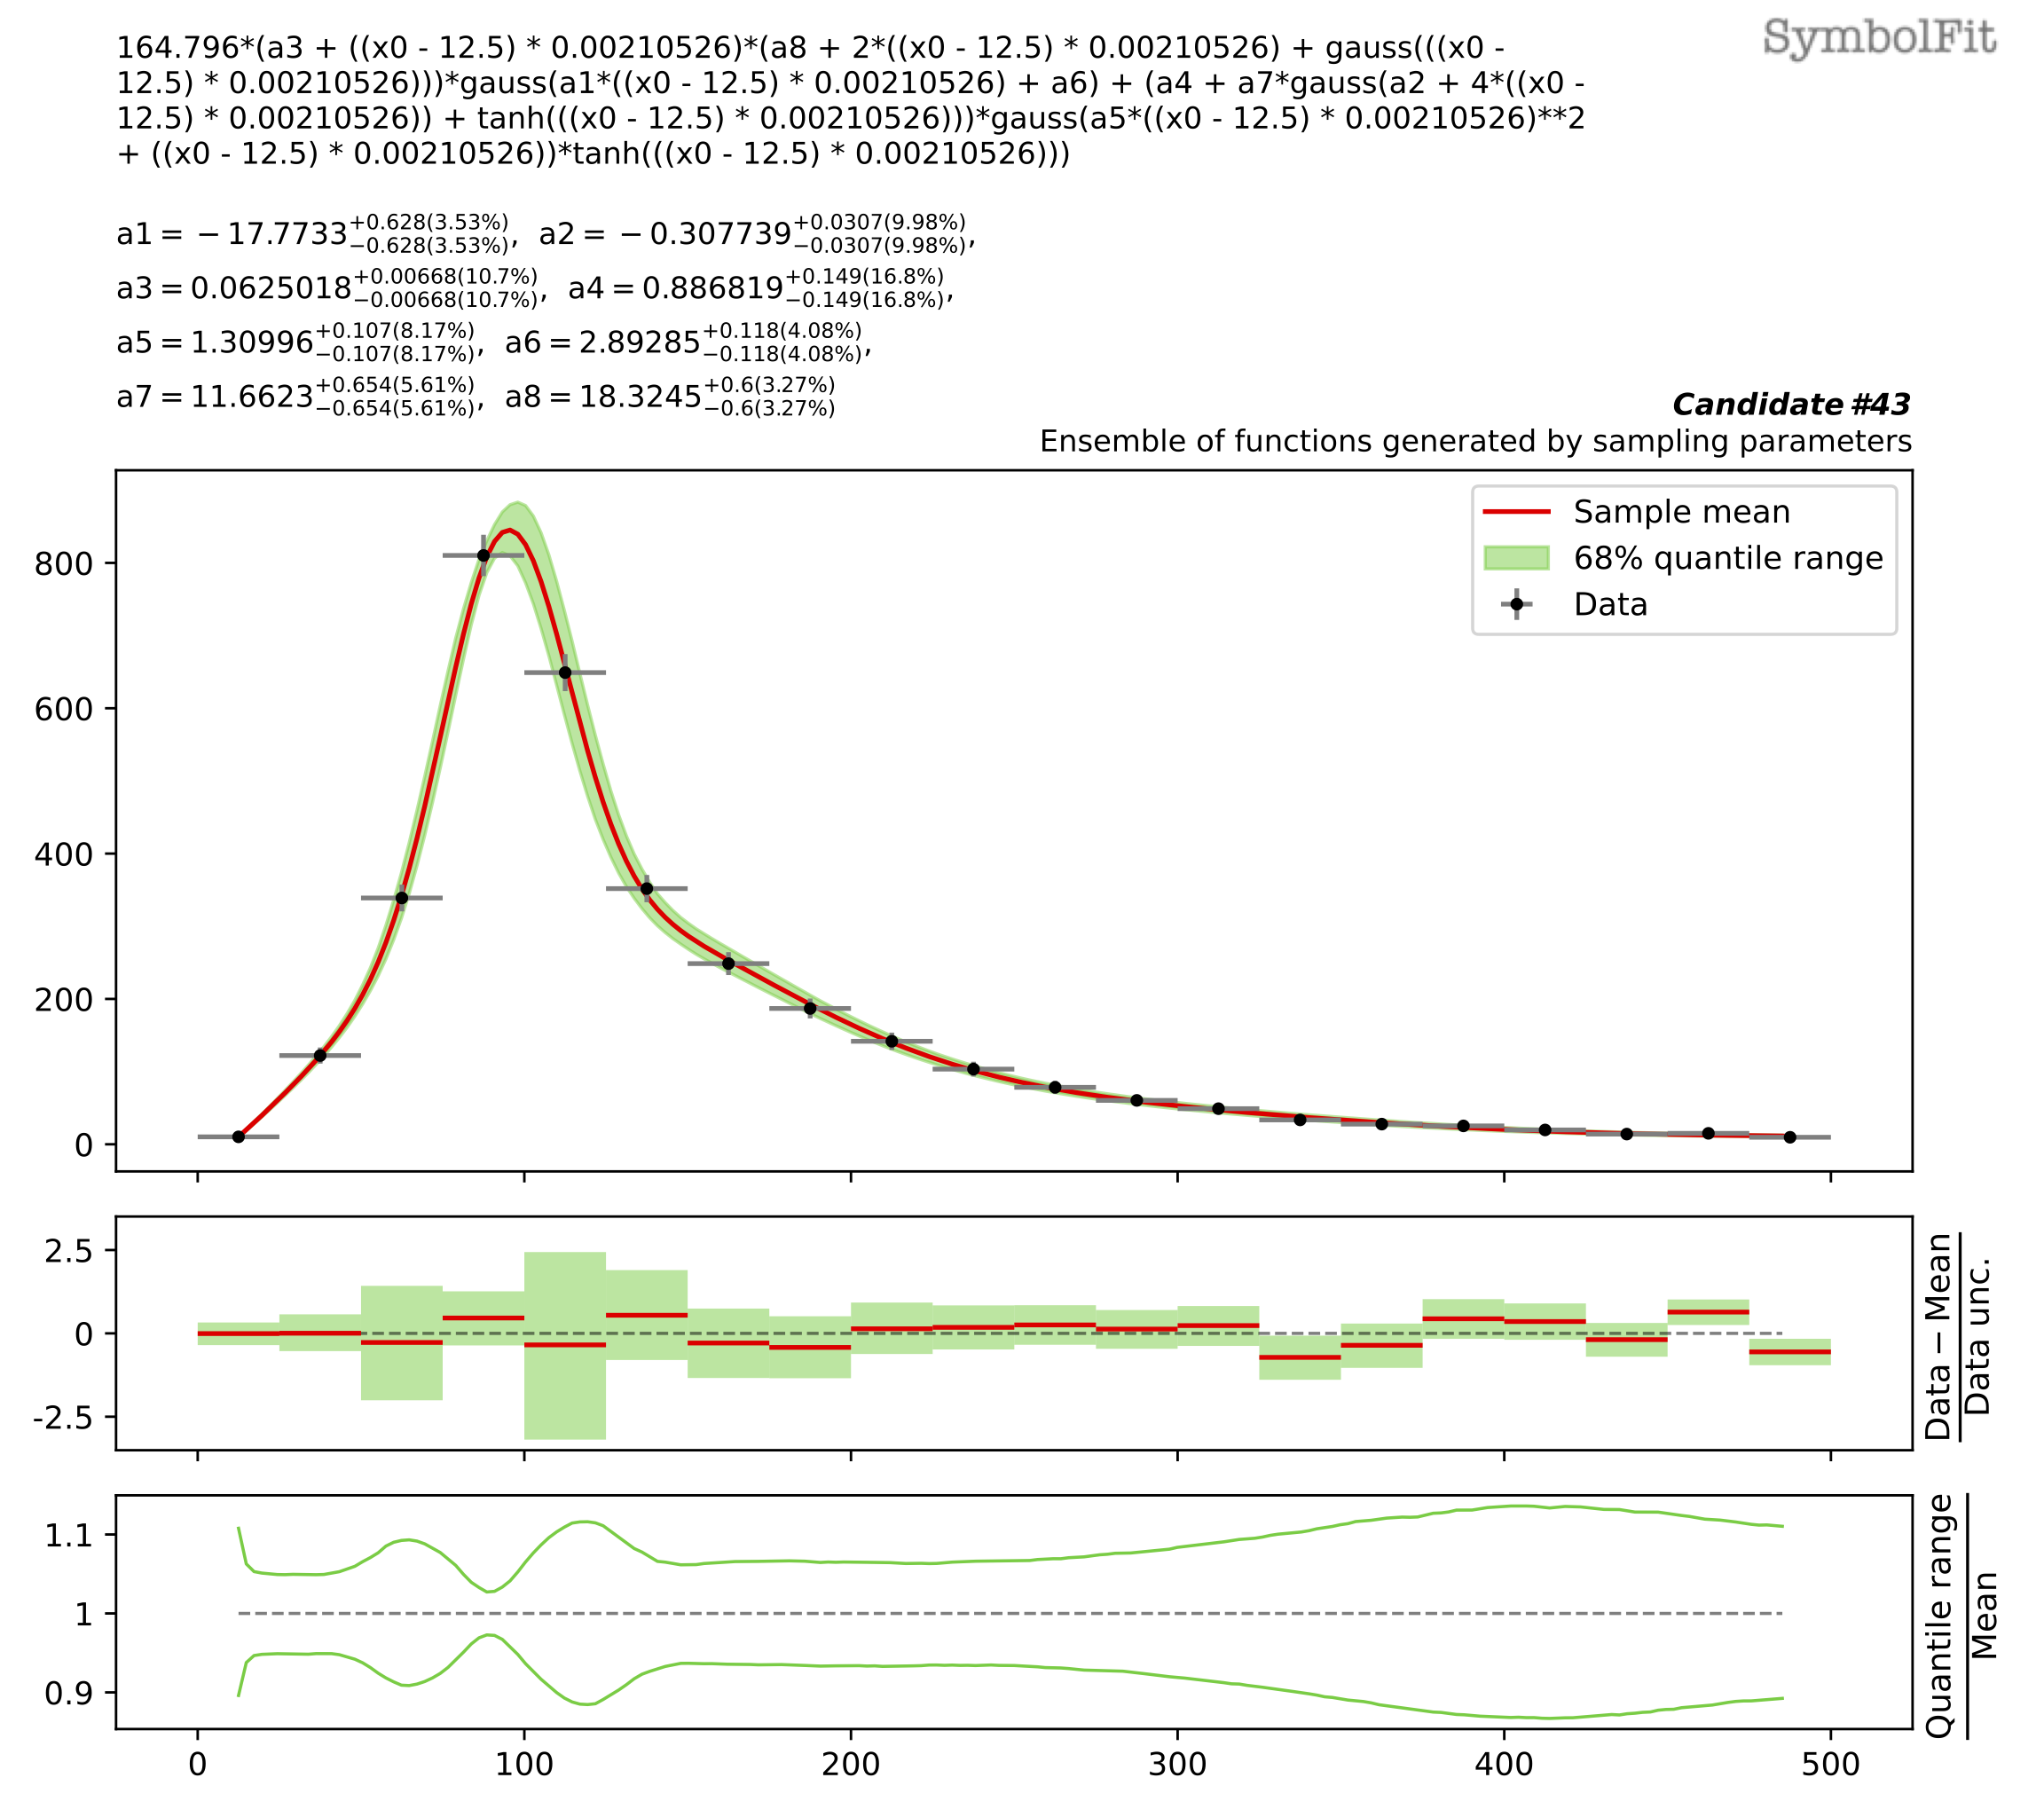 SymbolFit
164.796*(a3 + ((x0 - 12.5) * 0.00210526)*(a8 + 2*((x0 - 12.5) * 0.00210526) + gauss(((x0 -
12.5) * 0.00210526)))*gauss(a1*((x0 - 12.5) * 0.00210526) + a6) + (a4 + a7*gauss(a2 + 4*((x0 -
12.5) * 0.00210526)) + tanh(((x0 - 12.5) * 0.00210526)))*gauss(a5*((x0 - 12.5) * 0.00210526)**2
+ ((x0 - 12.5) * 0.00210526))*tanh(((x0 - 12.5) * 0.00210526)))
a1 = −17.7733 +0.628(3.53%) −0.628(3.53%), a2 = −0.307739 +0.0307(9.98%) −0.0307(9.98%),
a3 = 0.0625018 +0.00668(10.7%) −0.00668(10.7%), a4 = 0.886819 +0.149(16.8%) −0.149(16.8%),
a5 = 1.30996 +0.107(8.17%) −0.107(8.17%), a6 = 2.89285 +0.118(4.08%) −0.118(4.08%),
a7 = 11.6623 +0.654(5.61%) −0.654(5.61%), a8 = 18.3245 +0.6(3.27%) −0.6(3.27%)
Candidate #43
Ensemble of functions generated by sampling parameters
Sample mean
68% quantile range
Data
800
600
400
200
0
2.5
0
-2.5
Data − Mean
Data unc.
1.1
1
0.9
Quantile range
Mean
0 100 200 300 400 500